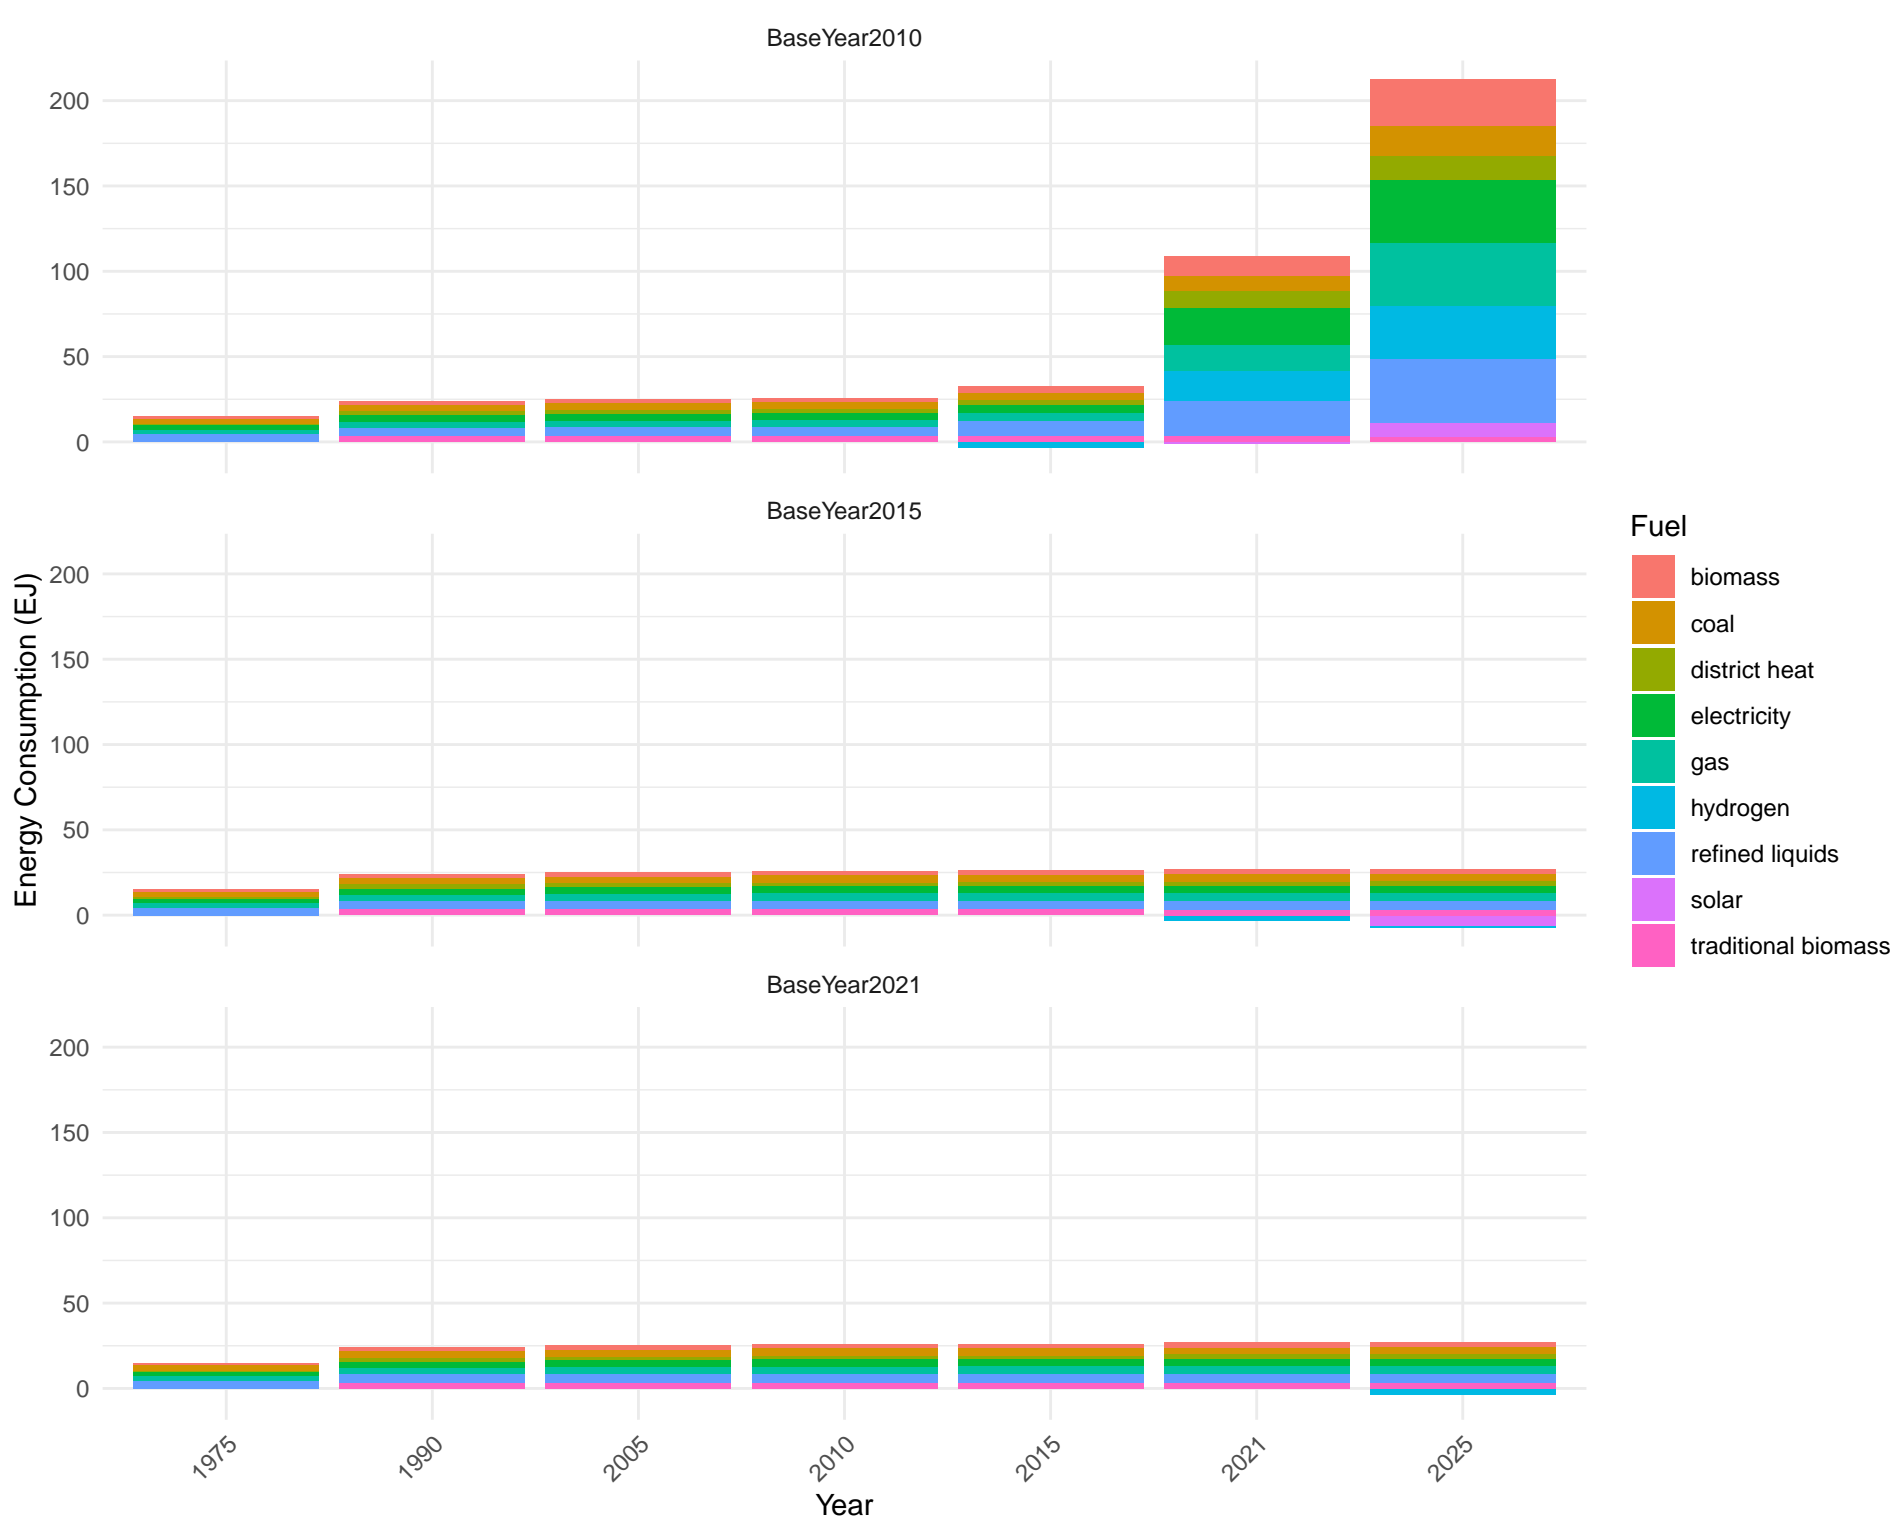 BaseYear2010
200
150
100
50
0
BaseYear2015
200
150
100
50
0
BaseYear2021
200
150
100
50
0
Energy Consumption (EJ)
1975
1990
2005
2010
2015
2021
2025
Year
Fuel
biomass
coal
district heat
electricity
gas
hydrogen
refined liquids
solar
traditional biomass